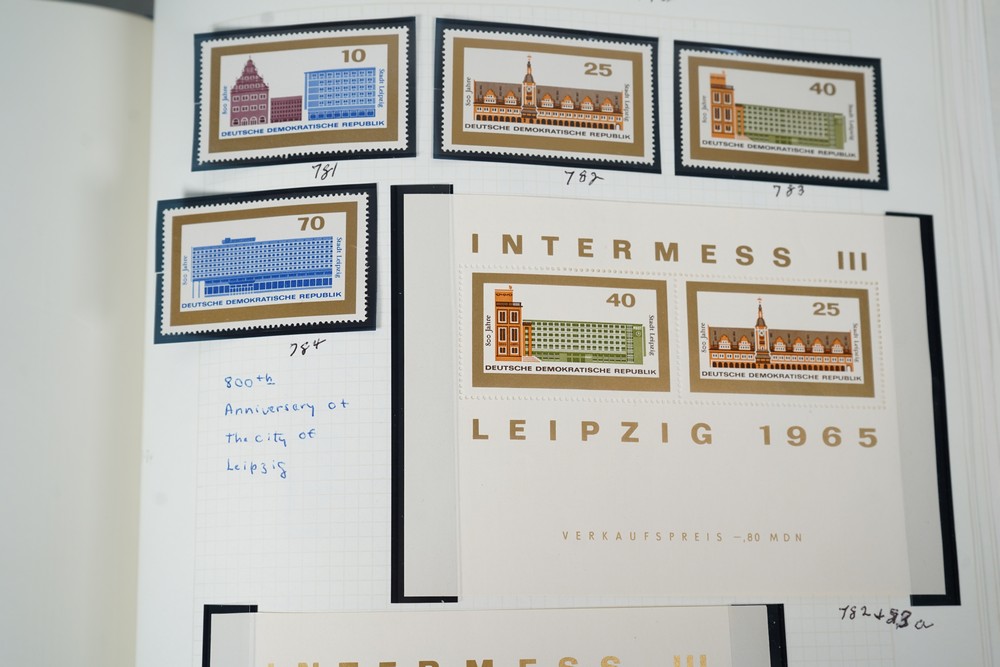 10
800 Jahre
Stadt Leipzig
DEUTSCHE DEMOKRATISCHE REPUBLIK
781
25
800 Jahre
Stadt Leipzig
DEUTSCHE DEMOKRATISCHE REPUBLIK
782
40
800 Jahre
Stadt Leipzig
DEUTSCHE DEMOKRATISCHE REPUBLIK
783
70
800 Jahre
Stadt Leipzig
DEUTSCHE DEMOKRATISCHE REPUBLIK
784
800th
Anniversary of
the city of
Leipzig
INTERMESS III
40
800 Jahre
Stadt Leipzig
DEUTSCHE DEMOKRATISCHE REPUBLIK
25
800 Jahre
Stadt Leipzig
DEUTSCHE DEMOKRATISCHE REPUBLIK
LEIPZIG 1965
VERKAUFSPREIS –,80 MDN
782+83a
INTERMESS III